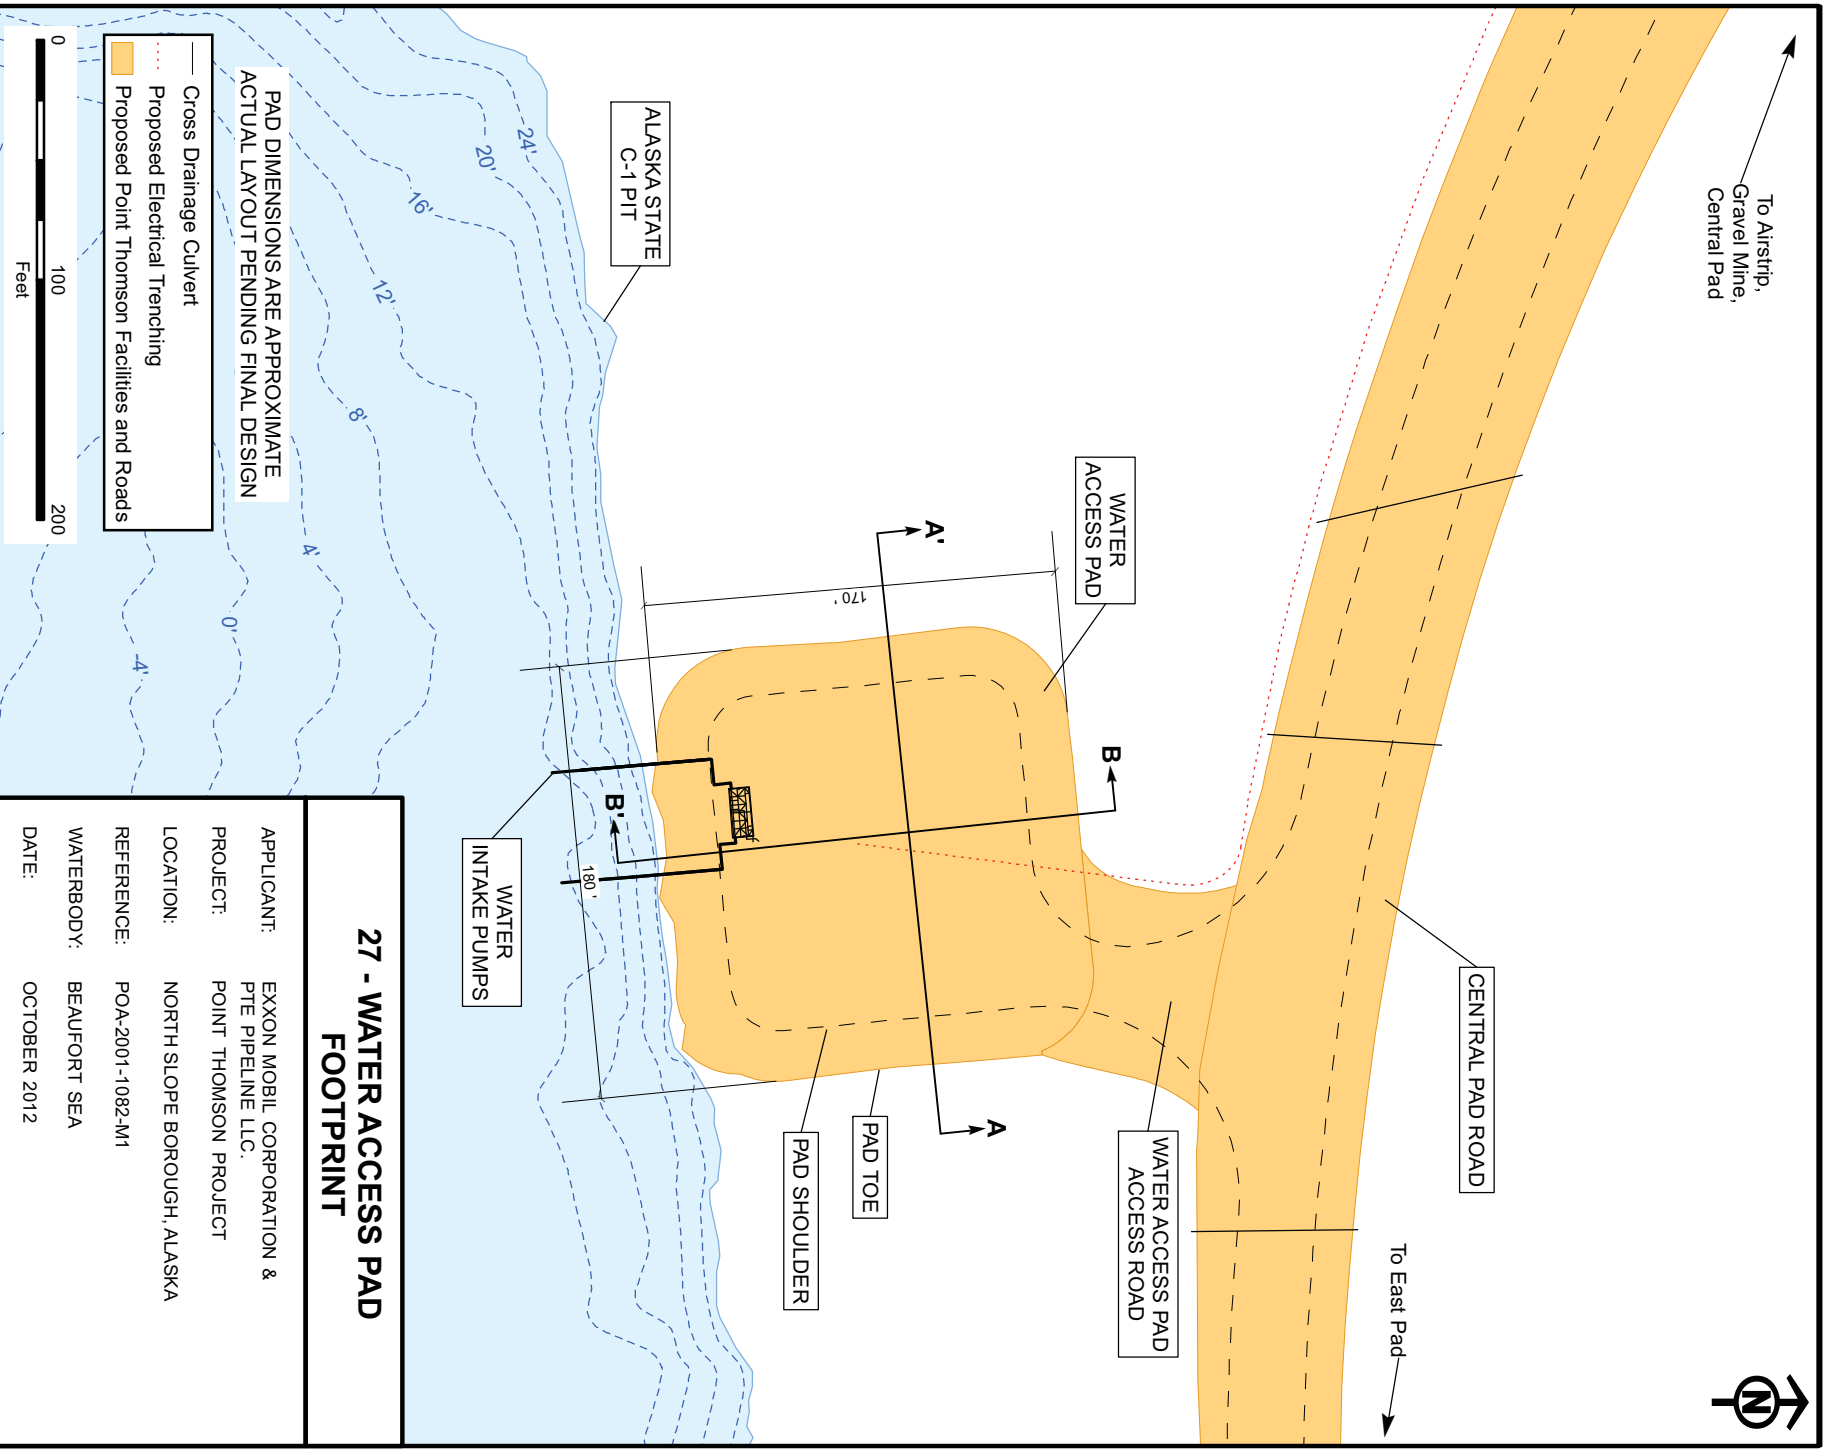 To Airstrip,
Gravel Mine,
Central Pad
N
To East Pad
CENTRAL PAD ROAD
WATER
ACCESS PAD
WATER ACCESS PAD
ACCESS ROAD
A'
A
B
B'
170 '
180 '
PAD TOE
PAD SHOULDER
ALASKA STATE
C-1 PIT
WATER
INTAKE PUMPS
24'
20'
16'
12'
8'
4'
0'
-4'
PAD DIMENSIONS ARE APPROXIMATE
ACTUAL LAYOUT PENDING FINAL DESIGN
Cross Drainage Culvert
Proposed Electrical Trenching
Proposed Point Thomson Facilities and Roads
0 100 200
Feet
27 - WATER ACCESS PAD
FOOTPRINT
APPLICANT: EXXON MOBIL CORPORATION &
PTE PIPELINE LLC.
PROJECT: POINT THOMSON PROJECT
LOCATION: NORTH SLOPE BOROUGH, ALASKA
REFERENCE: POA-2001-1082-M1
WATERBODY: BEAUFORT SEA
DATE: OCTOBER 2012